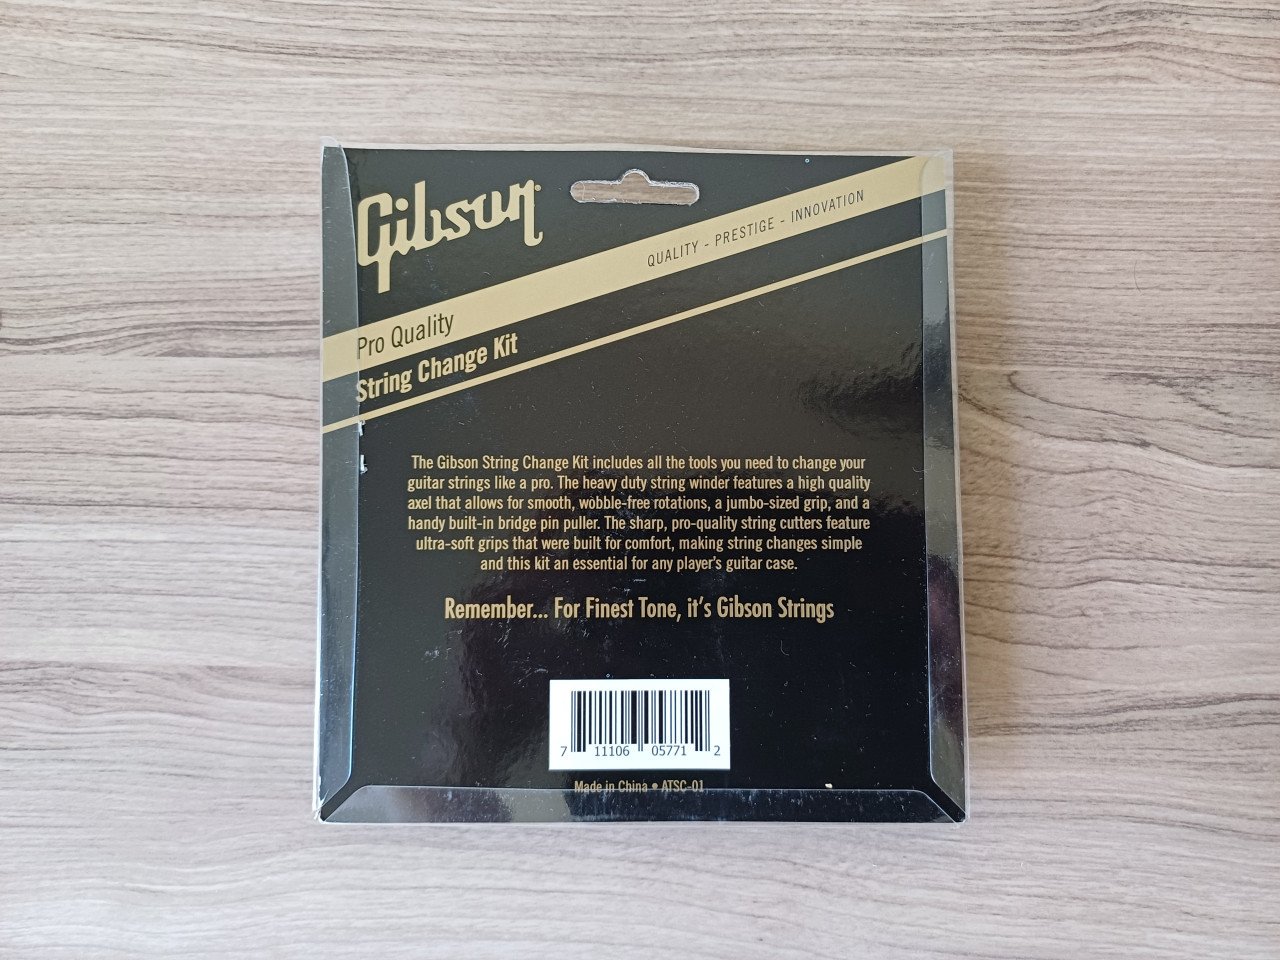 Gibson
QUALITY - PRESTIGE - INNOVATION
Pro Quality
String Change Kit
The Gibson String Change Kit includes all the tools you need to change your
guitar strings like a pro. The heavy duty string winder features a high quality
axel that allows for smooth, wobble-free rotations, a jumbo-sized grip, and a
handy built-in bridge pin puller. The sharp, pro-quality string cutters feature
ultra-soft grips that were built for comfort, making string changes simple
and this kit an essential for any player's guitar case.
Remember... For Finest Tone, it's Gibson Strings
7 11106 05771 2
Made in China • ATSC-01